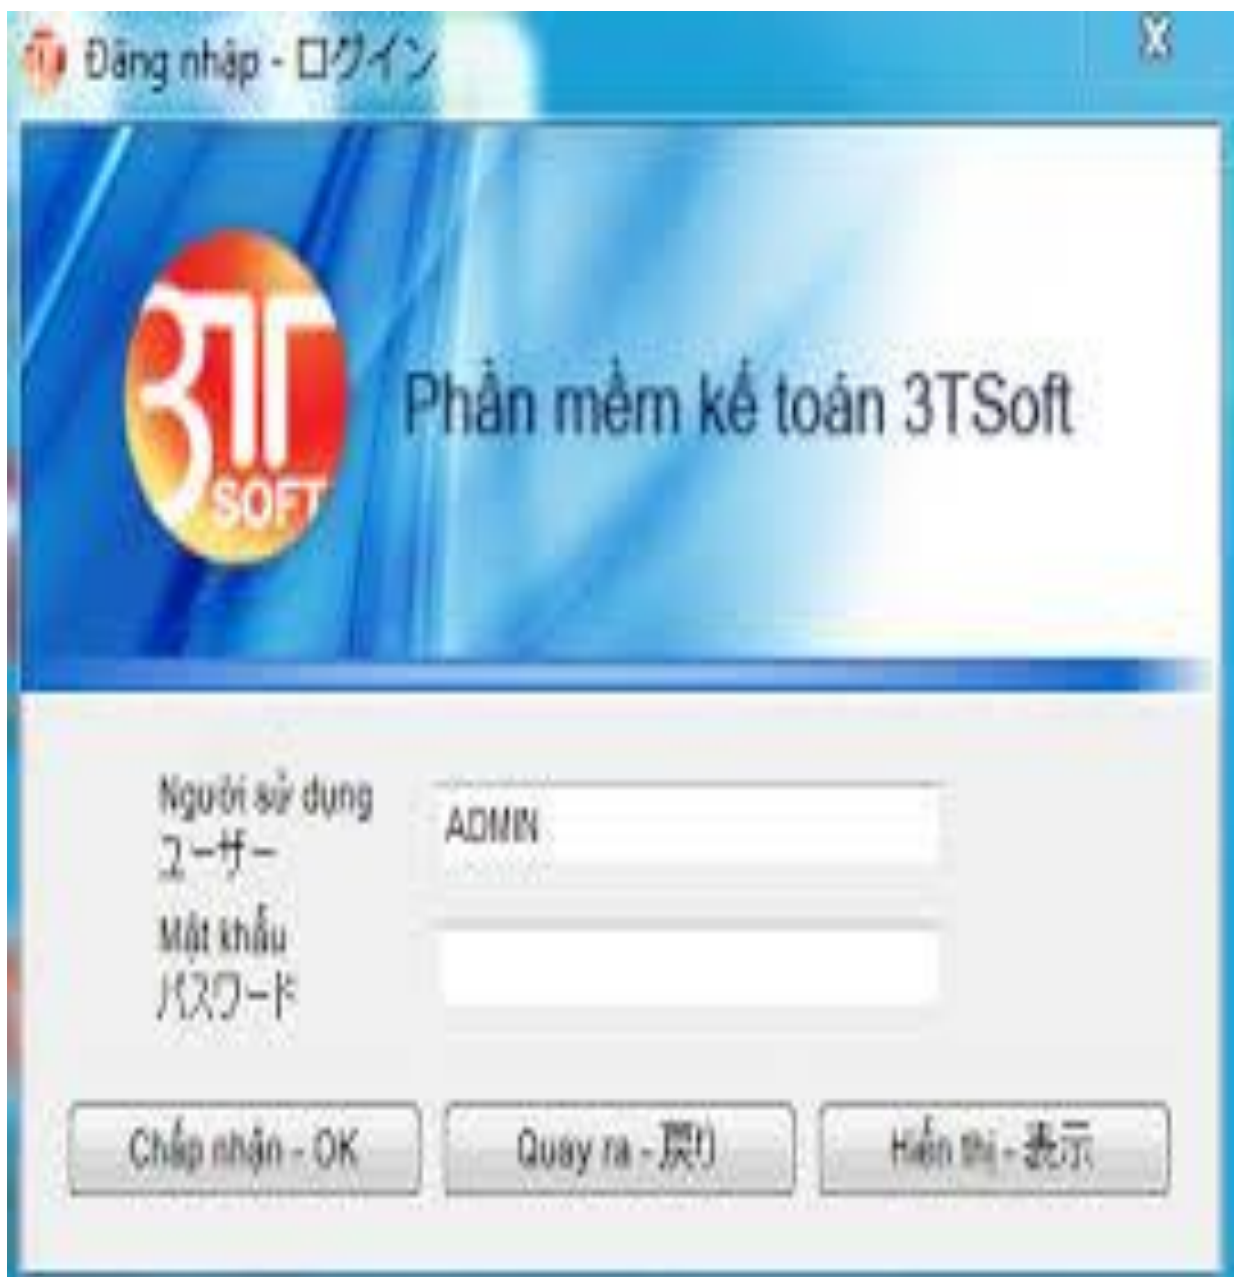 Đăng nhập - ログイン
3T
SOFT
Phần mềm kế toán 3TSoft
Người sử dụng
ユーザー
ADMIN
Mật khẩu
パスワード
Chấp nhận - OK
Quay ra - 戻り
Hiển thị - 表示